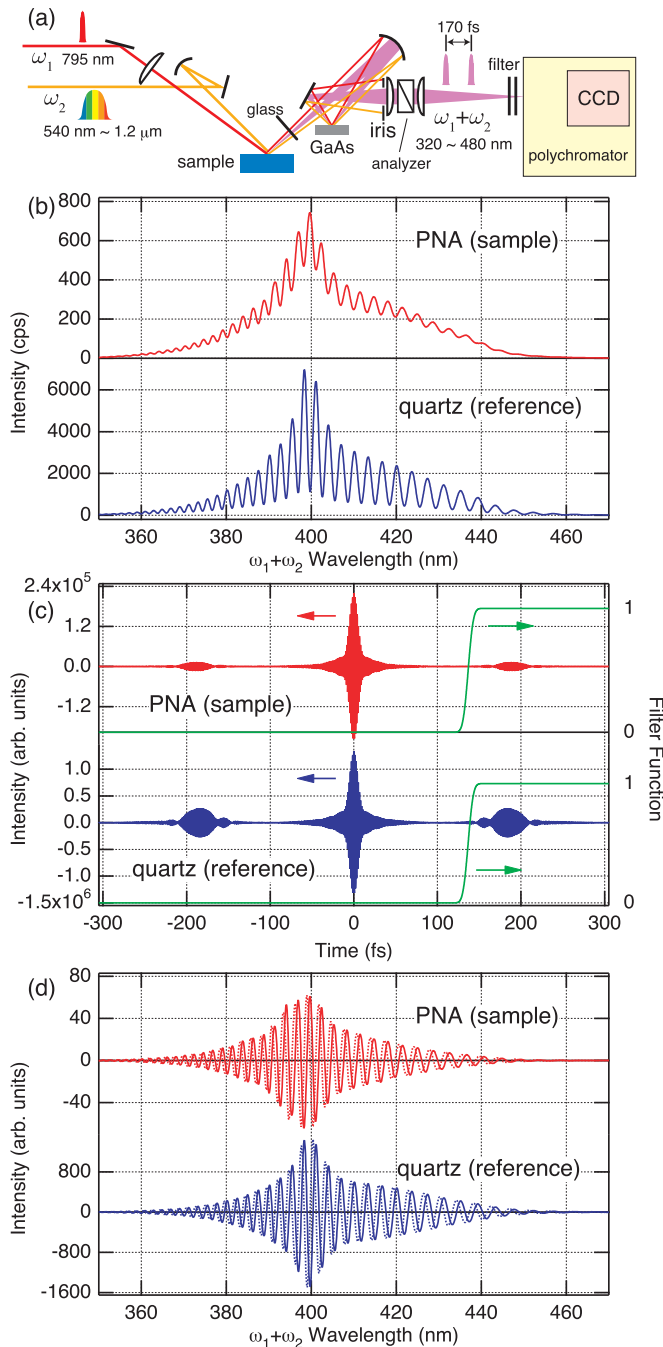 (a)
170 fs
ω1 795 nm
filter
ω2
glass
CCD
540 nm ~ 1.2 μm
iris
ω1+ω2
GaAs
analyzer
320 ~ 480 nm
sample
polychromator
(b)
800
PNA (sample)
600
400
200
0
Intensity (cps)
6000
quartz (reference)
4000
2000
0
360 380 400 420 440 460
ω1+ω2 Wavelength (nm)
(c)
2.4x10^5
1
1.2
0.0
-1.2
PNA (sample)
0
Intensity (arb. units)
Filter Function
1.0
1
0.5
0.0
-0.5
quartz (reference)
-1.0
-1.5x10^6
0
-300 -200 -100 0 100 200 300
Time (fs)
(d)
80
PNA (sample)
40
0
-40
Intensity (arb. units)
quartz (reference)
800
0
-800
-1600
360 380 400 420 440 460
ω1+ω2 Wavelength (nm)